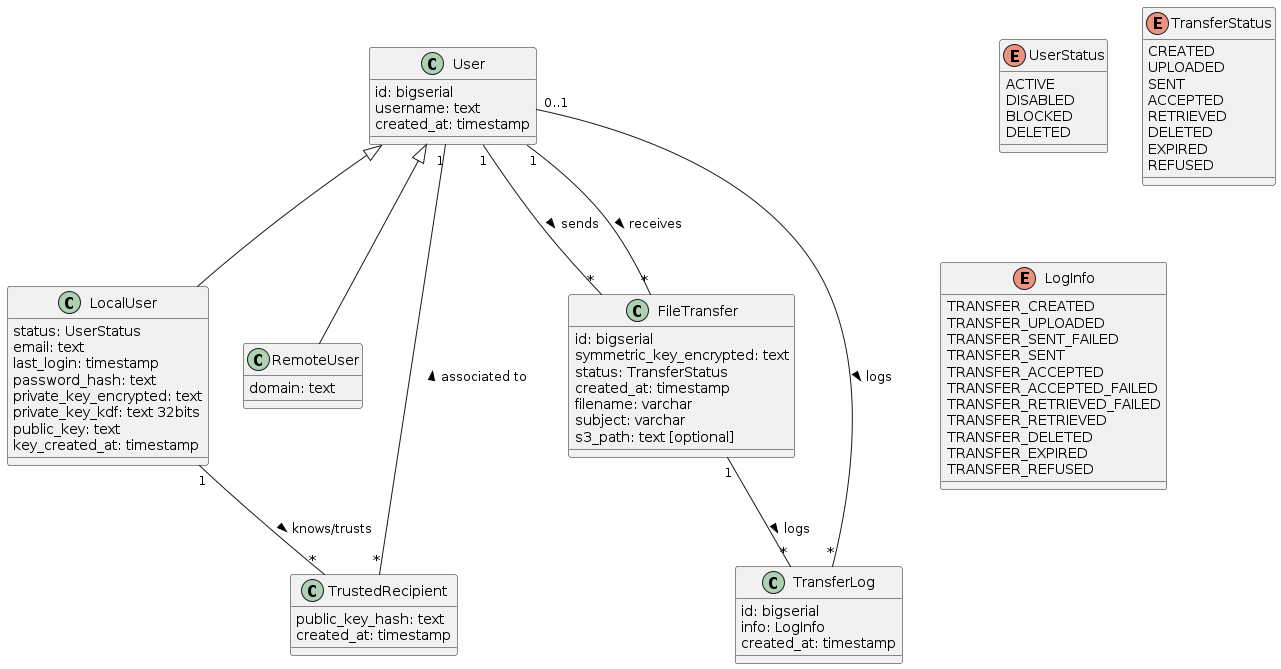 C User
id: bigserial
username: text
created_at: timestamp
E UserStatus
ACTIVE
DISABLED
BLOCKED
DELETED
E TransferStatus
CREATED
UPLOADED
SENT
ACCEPTED
RETRIEVED
DELETED
EXPIRED
REFUSED
0..1
1
1
1
sends
receives
*
*
C LocalUser
status: UserStatus
email: text
last_login: timestamp
password_hash: text
private_key_encrypted: text
private_key_kdf: text 32bits
public_key: text
key_created_at: timestamp
C RemoteUser
domain: text
associated to
C FileTransfer
id: bigserial
symmetric_key_encrypted: text
status: TransferStatus
created_at: timestamp
filename: varchar
subject: varchar
s3_path: text [optional]
logs
E LogInfo
TRANSFER_CREATED
TRANSFER_UPLOADED
TRANSFER_SENT_FAILED
TRANSFER_SENT
TRANSFER_ACCEPTED
TRANSFER_ACCEPTED_FAILED
TRANSFER_RETRIEVED_FAILED
TRANSFER_RETRIEVED
TRANSFER_DELETED
TRANSFER_EXPIRED
TRANSFER_REFUSED
1
1
knows/trusts
logs
*
*
*
*
C TrustedRecipient
public_key_hash: text
created_at: timestamp
C TransferLog
id: bigserial
info: LogInfo
created_at: timestamp